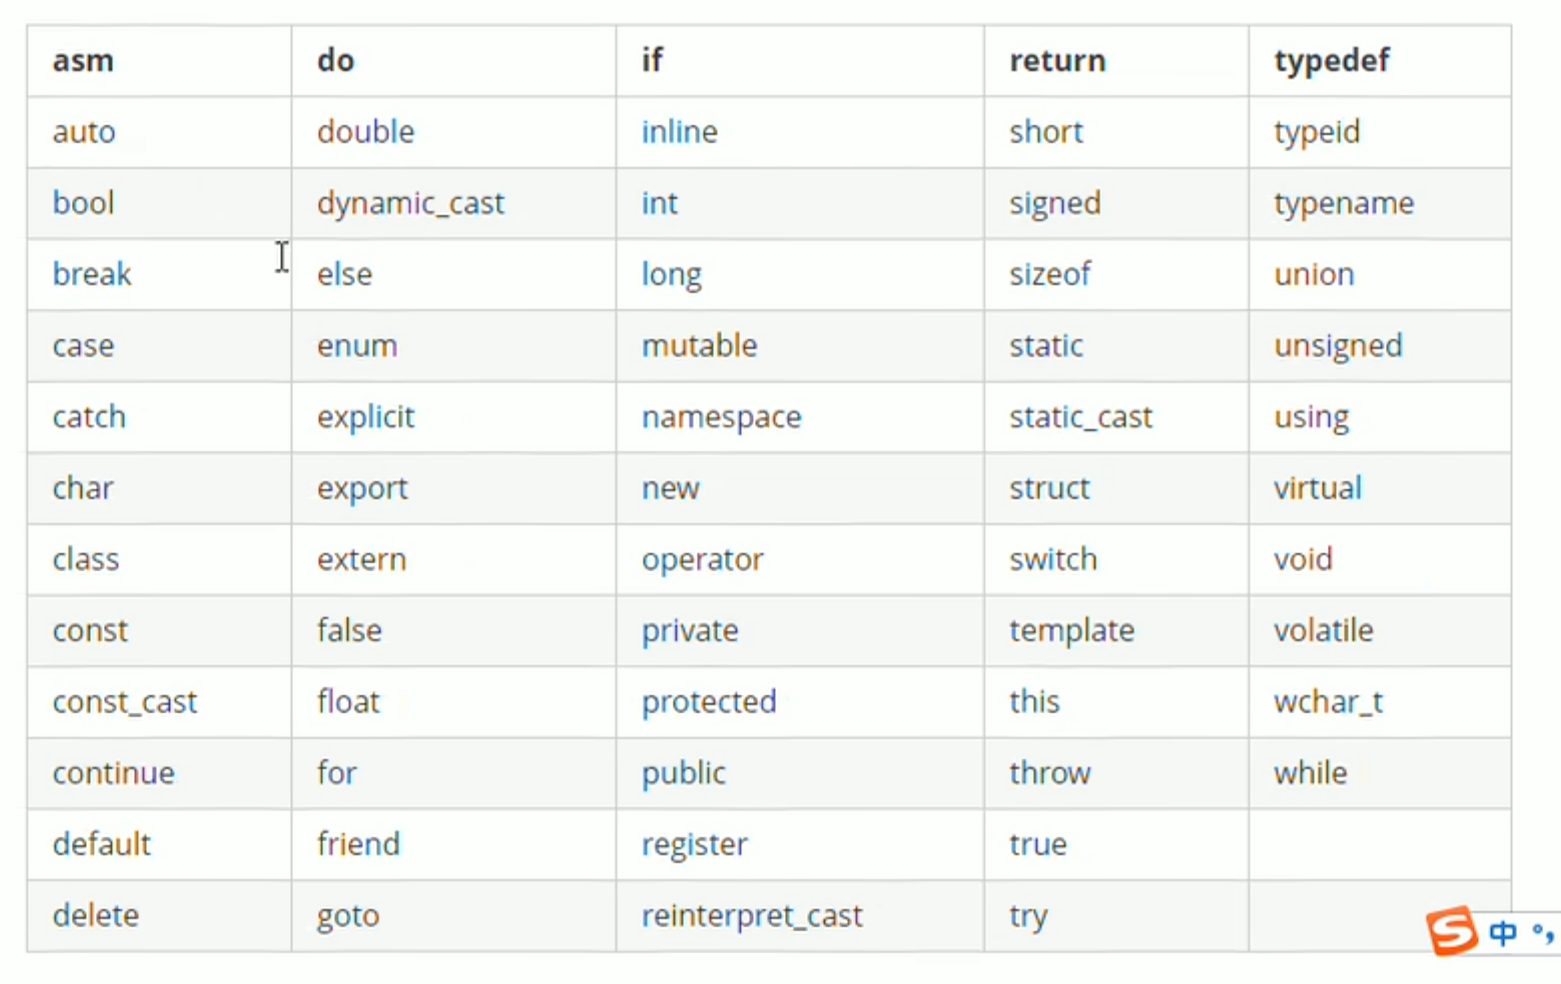 asm do if return typedef
auto double inline short typeid
bool dynamic_cast int signed typename
break else long sizeof union
case enum mutable static unsigned
catch explicit namespace static_cast using
char export new struct virtual
class extern operator switch void
const false private template volatile
const_cast float protected this wchar_t
continue for public throw while
default friend register true
delete goto reinterpret_cast try
S 中 °,